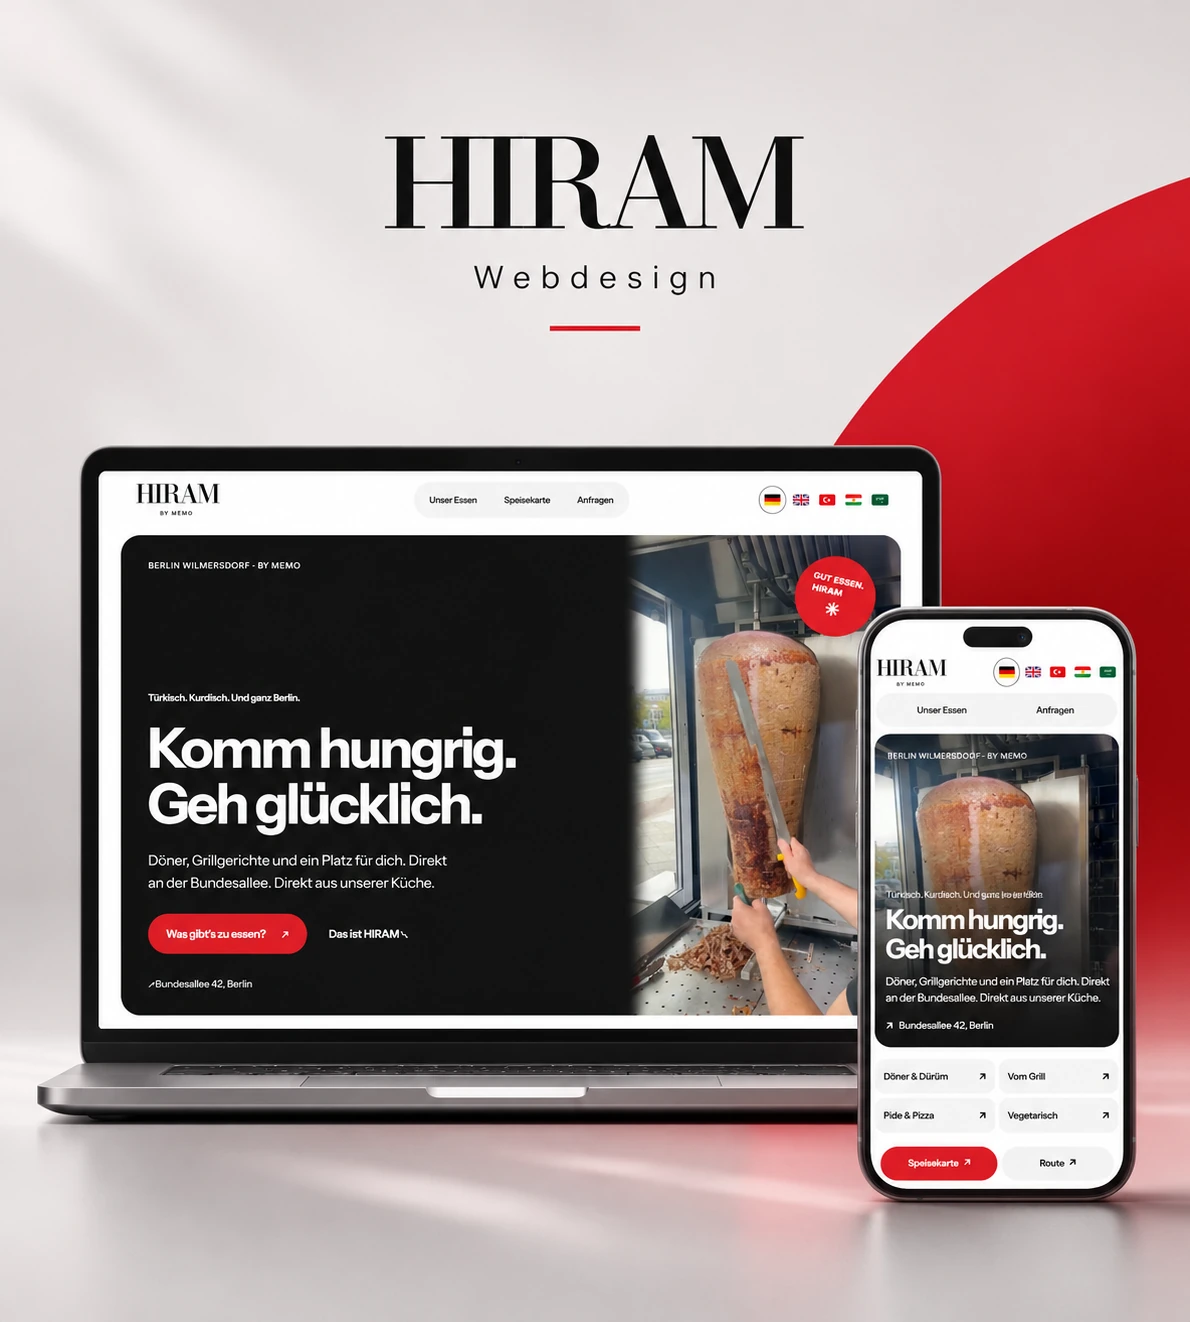 HIRAM
Webdesign
HIRAM
BY MEMO
Unser Essen
Speisekarte
Anfragen
BERLIN WILMERSDORF - BY MEMO
GUT ESSEN.
HIRAM
Türkisch. Kurdisch. Und ganz Berlin.
Komm hungrig.
Geh glücklich.
Döner, Grillgerichte und ein Platz für dich. Direkt
an der Bundesallee. Direkt aus unserer Küche.
Was gibt's zu essen? ↗
Das ist HIRAM
Bundesallee 42, Berlin
HIRAM
BY MEMO
Unser Essen
Anfragen
BERLIN WILMERSDORF - BY MEMO
Kurdisch. Und
Komm hungrig.
Geh glücklich.
Döner, Grillgerichte und ein Platz für dich. Direkt
an der Bundesallee. Direkt aus unserer Küche.
↗ Bundesallee 42, Berlin
Döner & Dürüm ↗
Vom Grill ↗
Pide & Pizza ↗
Vegetarisch ↗
Speisekarte ↗
Route ↗